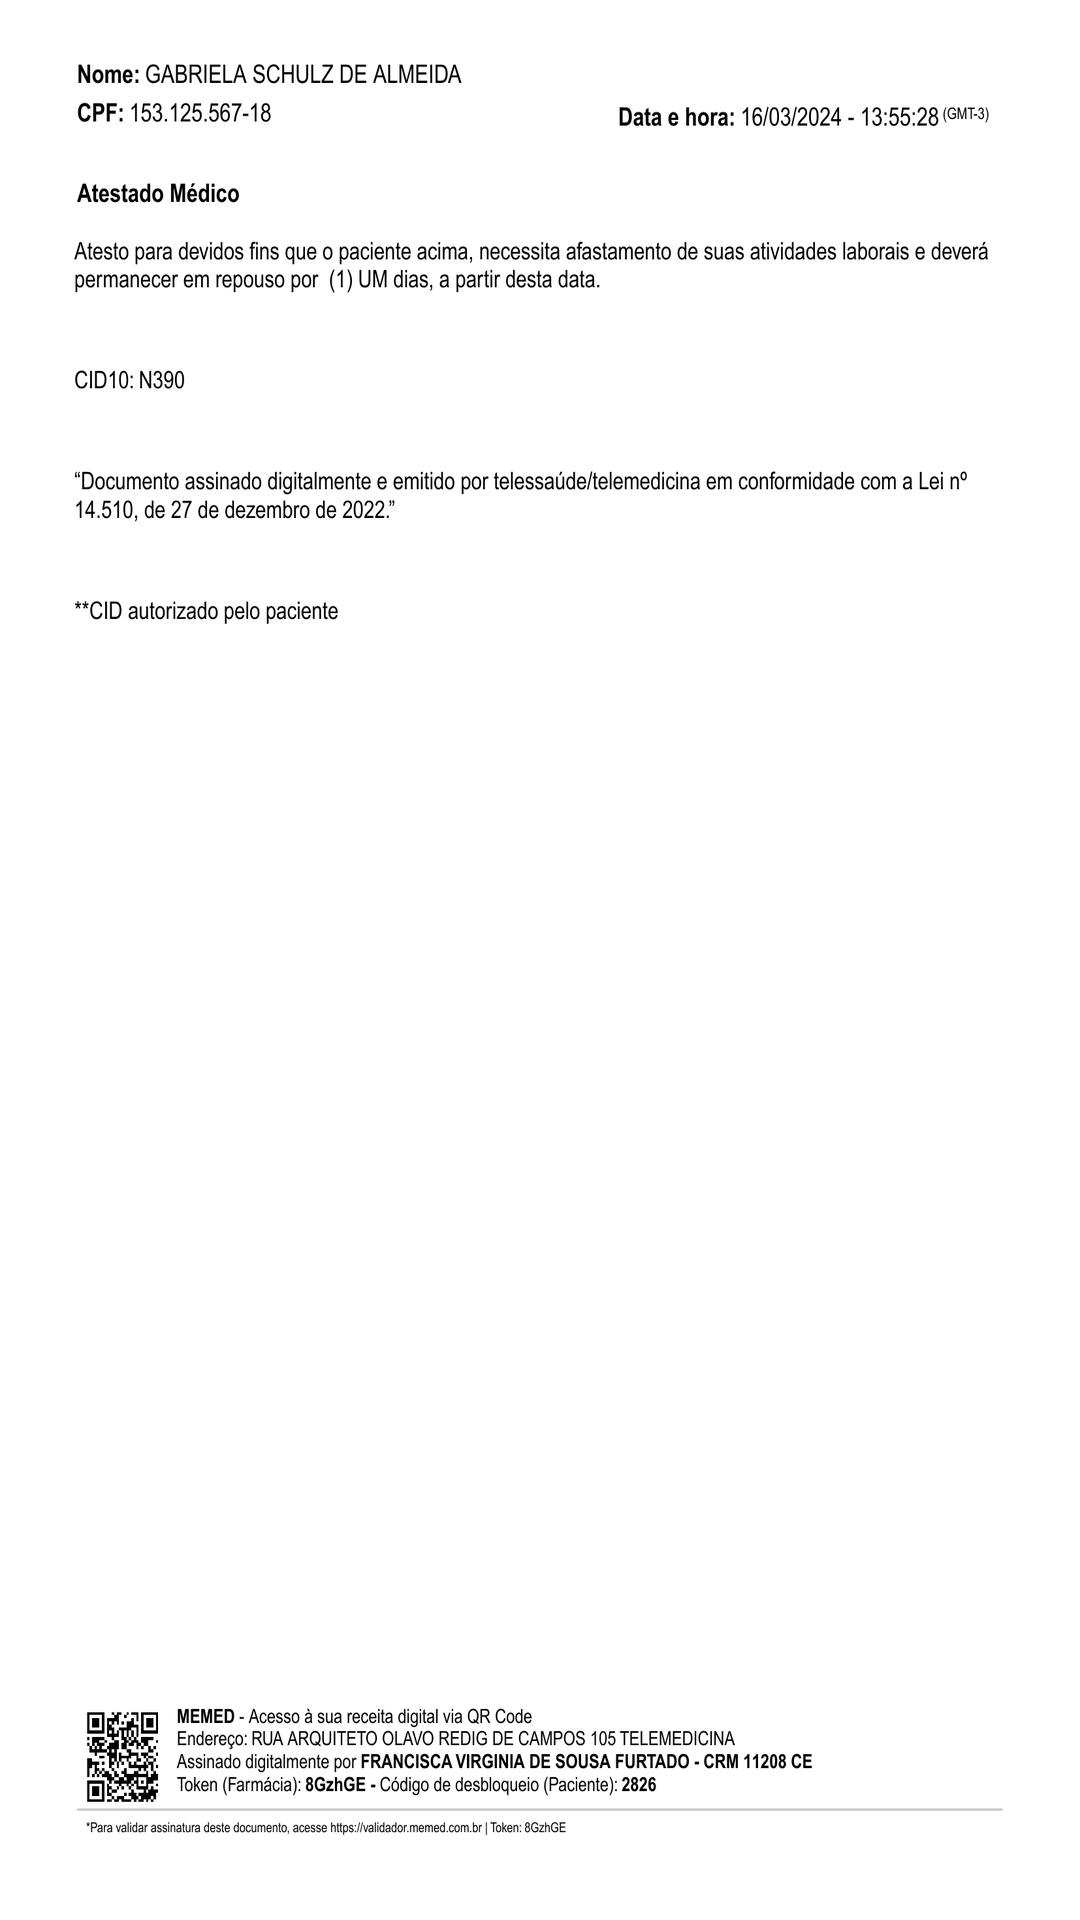 Nome: GABRIELA SCHULZ DE ALMEIDA
CPF: 153.125.567-18
Data e hora: 16/03/2024 - 13:55:28 (GMT-3)
Atestado Médico
Atesto para devidos fins que o paciente acima, necessita afastamento de suas atividades laborais e deverá
permanecer em repouso por  (1) UM dias, a partir desta data.
CID10: N390
“Documento assinado digitalmente e emitido por telessaúde/telemedicina em conformidade com a Lei nº
14.510, de 27 de dezembro de 2022.”
**CID autorizado pelo paciente
MEMED - Acesso à sua receita digital via QR Code
Endereço: RUA ARQUITETO OLAVO REDIG DE CAMPOS 105 TELEMEDICINA
Assinado digitalmente por FRANCISCA VIRGINIA DE SOUSA FURTADO - CRM 11208 CE
Token (Farmácia): 8GzhGE - Código de desbloqueio (Paciente): 2826
*Para validar assinatura deste documento, acesse https://validador.memed.com.br | Token: 8GzhGE